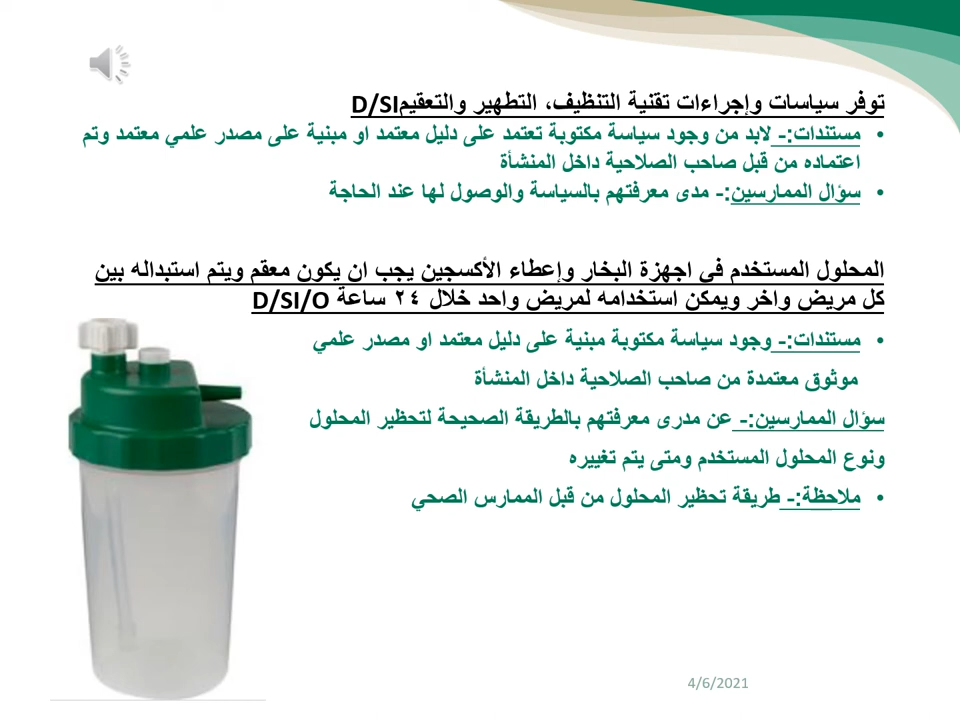 توفر سياسات وإجراءات تقنية التنظيف، التطهير والتعقيمD/SI
• مستندات:- لابد من وجود سياسة مكتوبة تعتمد على دليل معتمد او مبنية على مصدر علمي معتمد وتم
اعتماده من قبل صاحب الصلاحية داخل المنشأة
• سؤال الممارسين:- مدى معرفتهم بالسياسة والوصول لها عند الحاجة
المحلول المستخدم في اجهزة البخار وإعطاء الأكسجين يجب ان يكون معقم ويتم استبداله بين
كل مريض واخر ويمكن استخدامه لمريض واحد خلال ٢٤ ساعة D/SI/O
• مستندات:- وجود سياسة مكتوبة مبنية على دليل معتمد او مصدر علمي
موثوق معتمدة من صاحب الصلاحية داخل المنشأة
سؤال الممارسين:- عن مدرى معرفتهم بالطريقة الصحيحة لتحظير المحلول
ونوع المحلول المستخدم ومتى يتم تغييره
• ملاحظة:- طريقة تحظير المحلول من قبل الممارس الصحي
4/6/2021